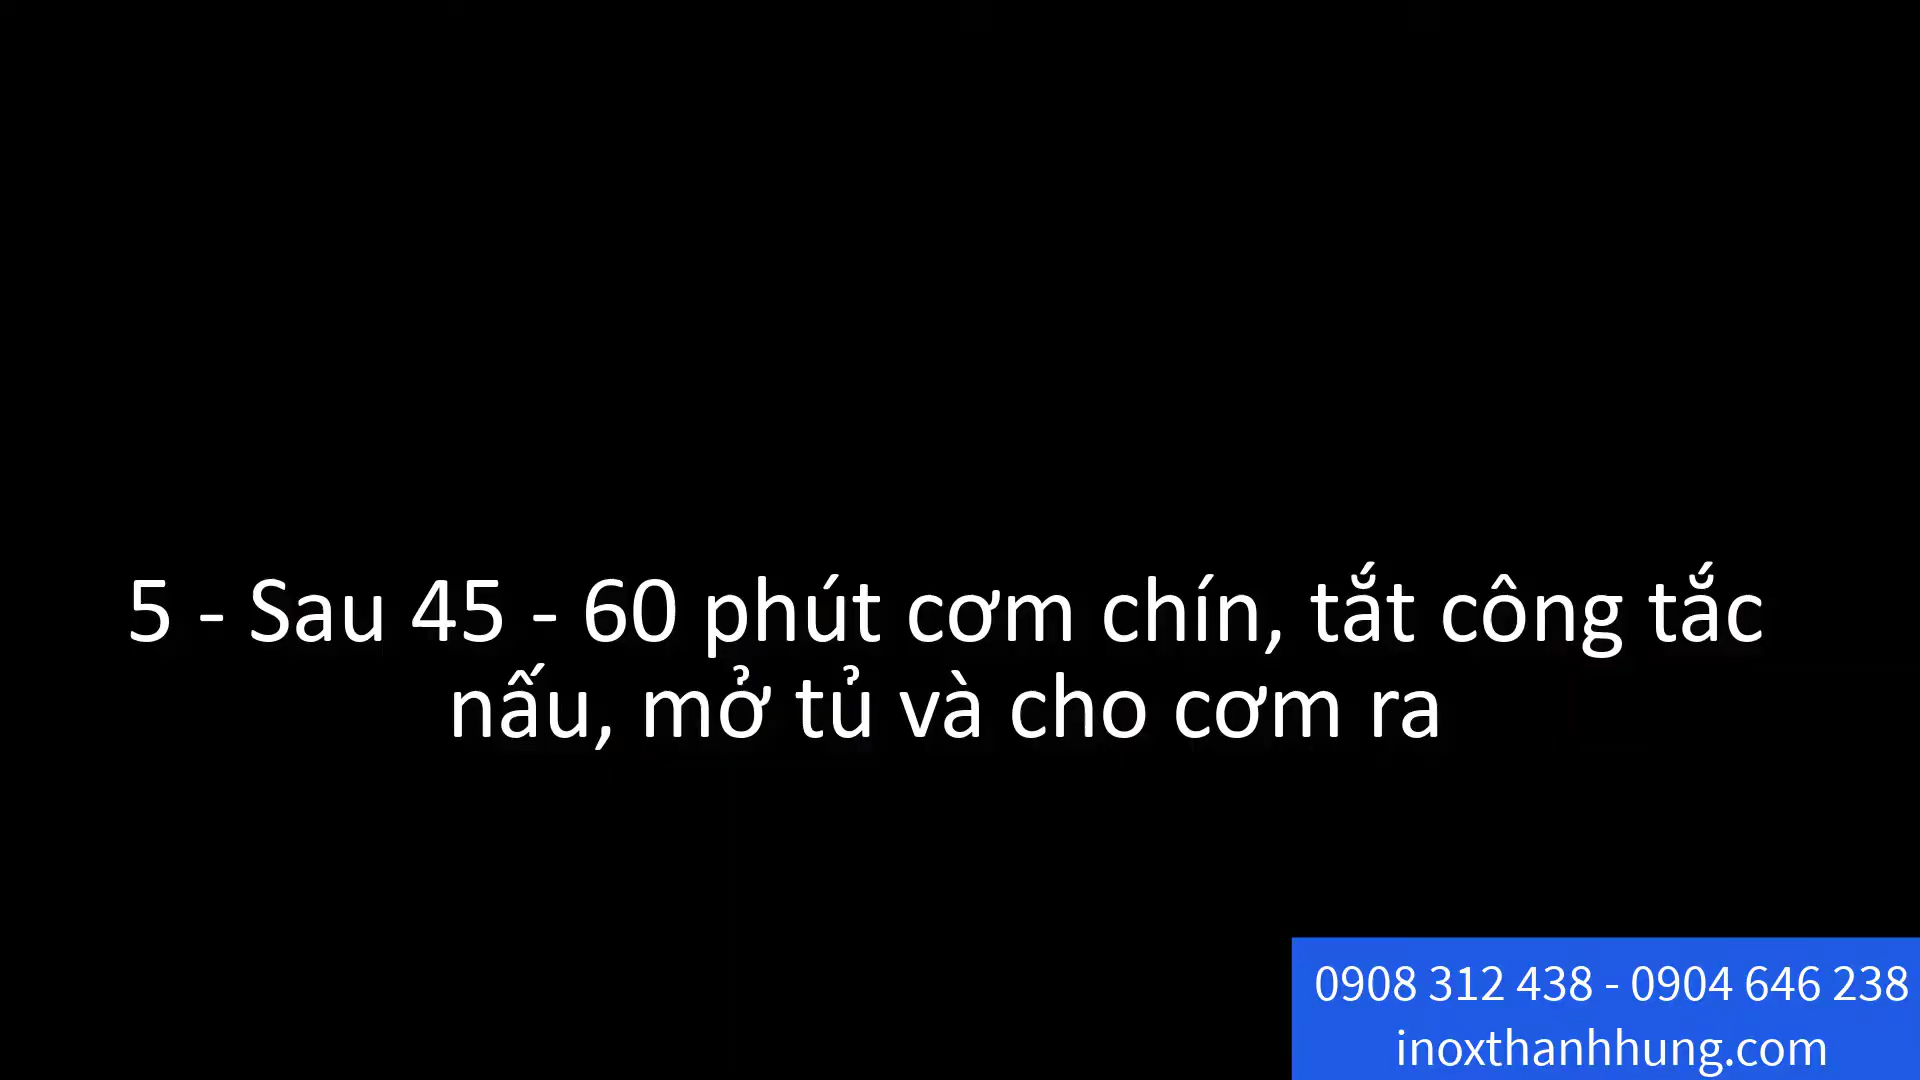 5 - Sau 45 - 60 phút cơm chín, tắt công tắc
nấu, mở tủ và cho cơm ra
0908 312 438 - 0904 646 238
inoxthanhhung.com